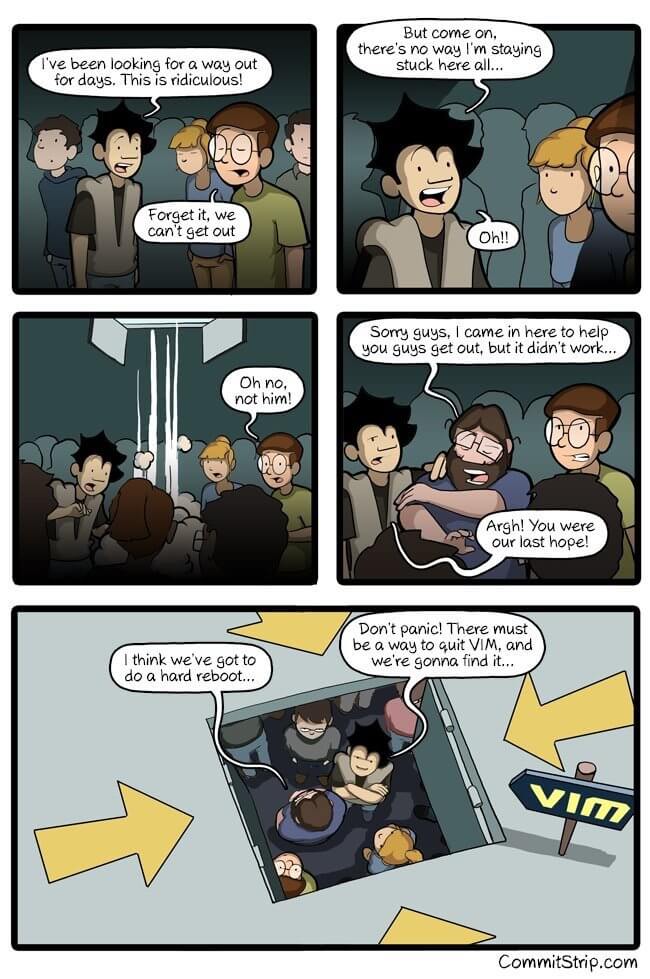 I've been looking for a way out
for days. This is ridiculous!
Forget it, we
can't get out
But come on,
there's no way I'm staying
stuck here all...
Oh!!
Oh no,
not him!
Sorry guys, I came in here to help
you guys get out, but it didn't work...
Argh! You were
our last hope!
I think we've got to
do a hard reboot...
Don't panic! There must
be a way to quit VIM, and
we're gonna find it...
VIM
CommitStrip.com